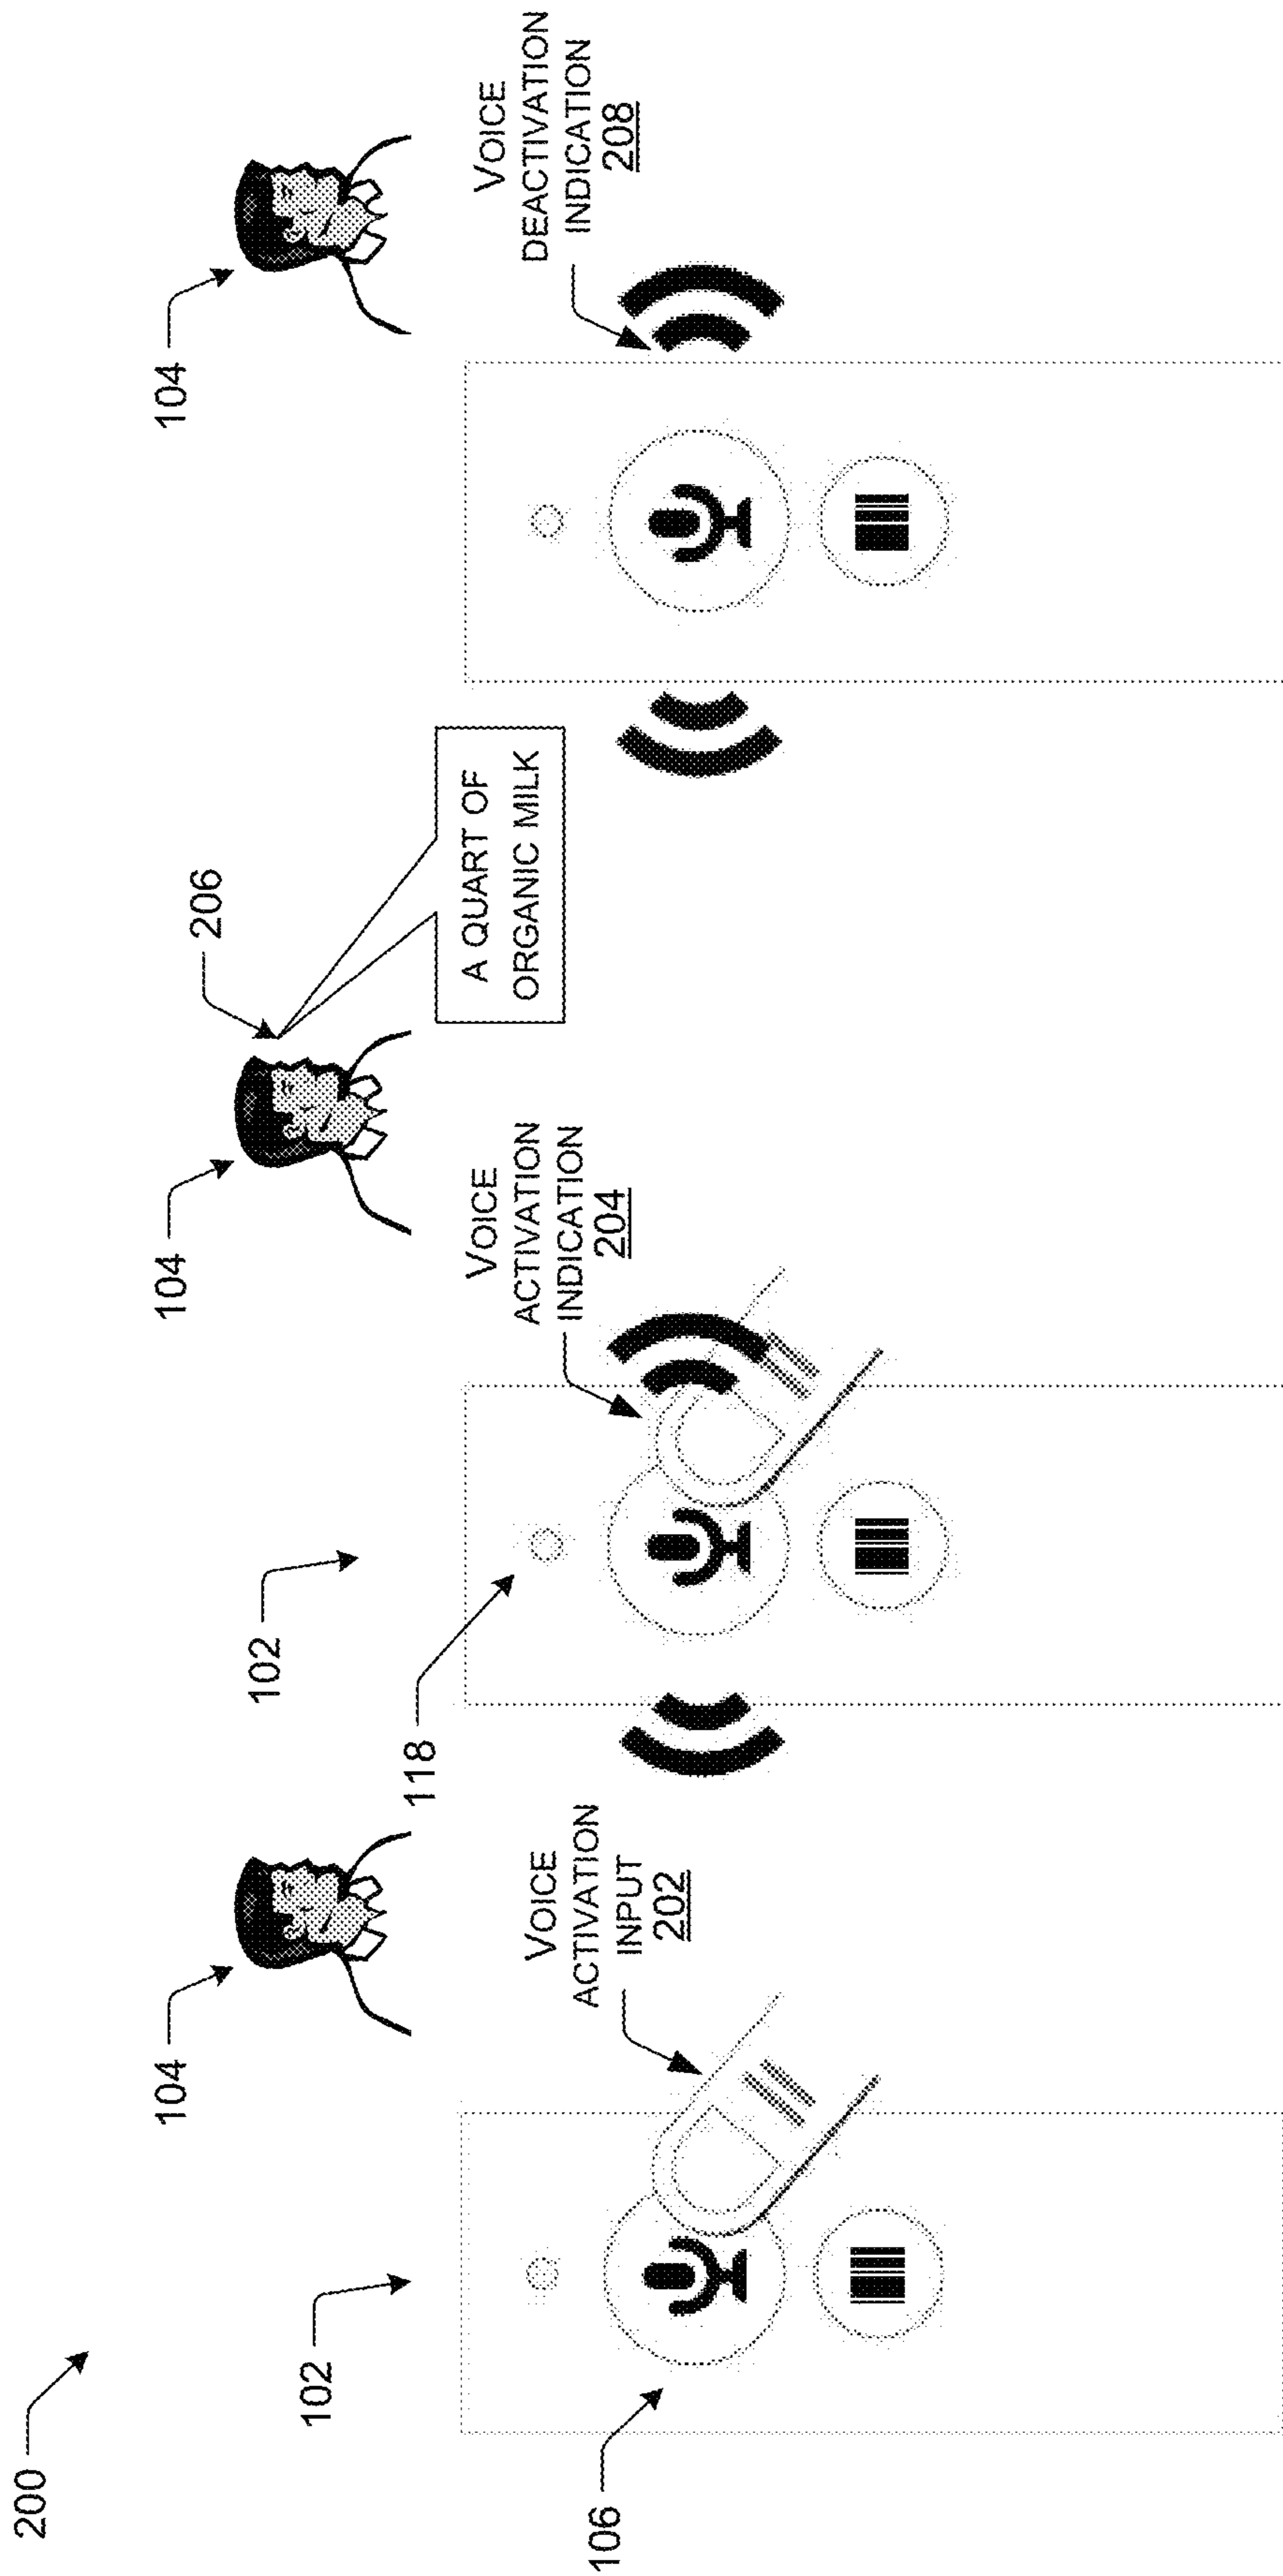 200
104
104
206
104
102
102
118
106
VOICE
ACTIVATION
INPUT
202
VOICE
ACTIVATION
INDICATION
204
A QUART OF
ORGANIC MILK
VOICE
DEACTIVATION
INDICATION
208